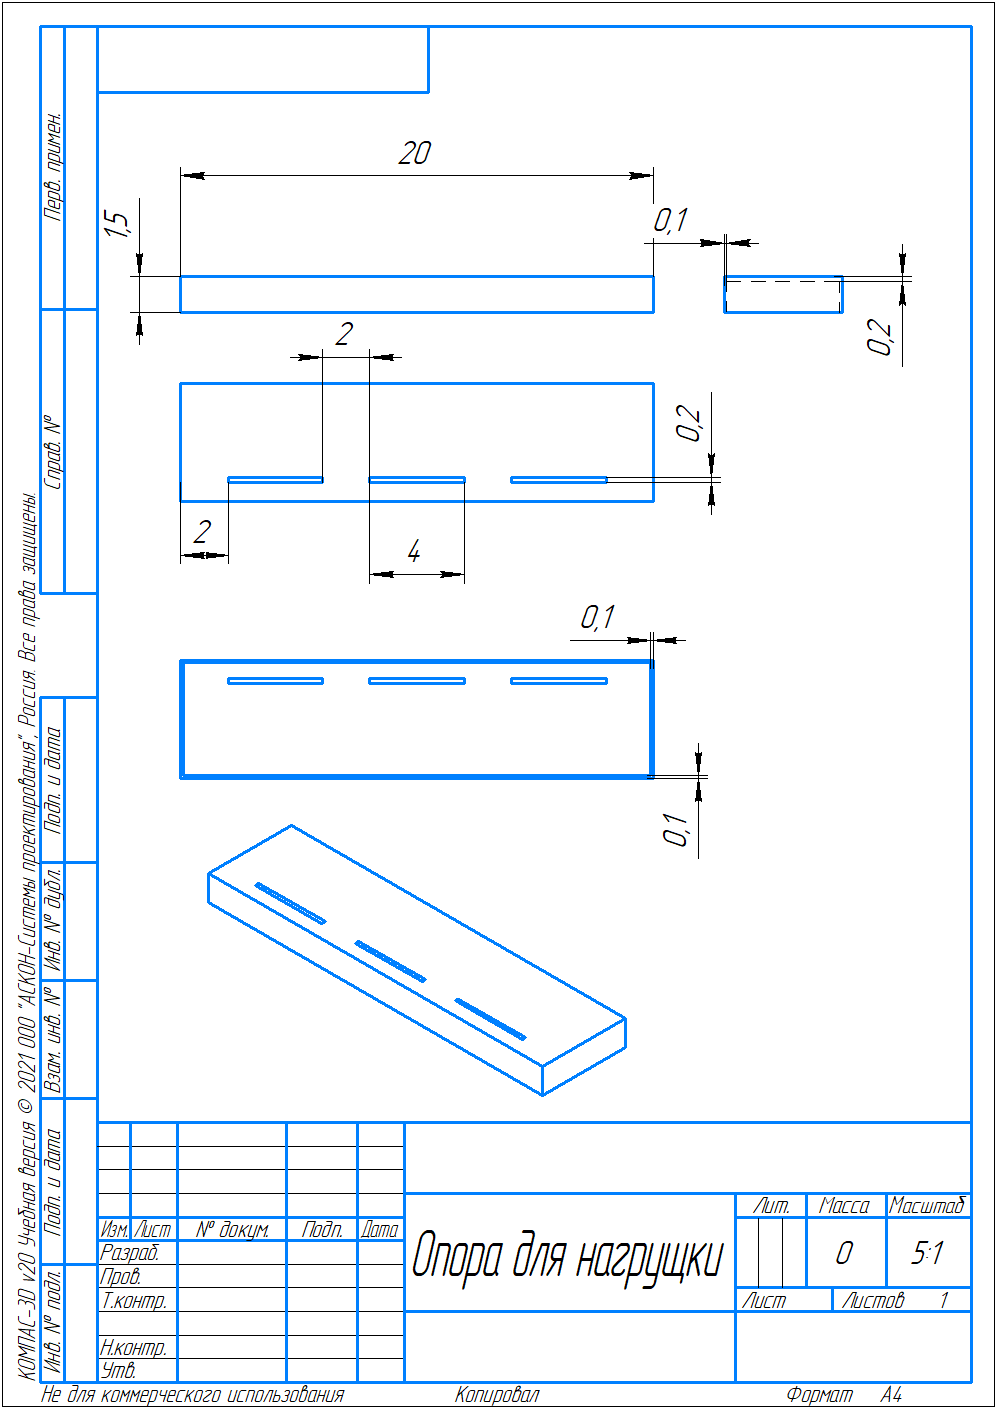 20
1,5
0,1
0,2
2
0,2
2
4
0,1
0,1
Перв. примен.
Справ. №
Подп. и дата
Инв. № дубл.
Взам. инв. №
Подп. и дата
Инв. № подл.
КОМПАС-3D v20 Учебная версия © 2021 ООО "АСКОН-Системы проектирования", Россия. Все права защищены.
Изм. Лист № докум. Подп. Дата
Разраб.
Пров.
Т.контр.
Н.контр.
Утв.
Опора для нагрущки
Лит. Масса Масштаб
0 5:1
Лист Листов 1
Не для коммерческого использования Копировал Формат А4